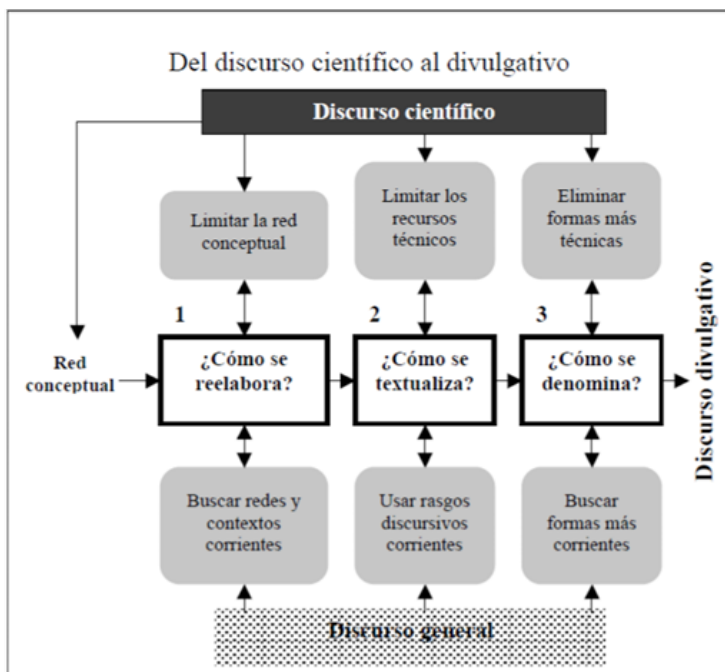 Del discurso científico al divulgativo
Discurso científico
Limitar la red
conceptual
Limitar los
recursos
técnicos
Eliminar
formas más
técnicas
1
2
3
Red
conceptual
¿Cómo se
reelabora?
¿Cómo se
textualiza?
¿Cómo se
denomina?
Discurso divulgativo
Buscar redes y
contextos
corrientes
Usar rasgos
discursivos
corrientes
Buscar
formas más
corrientes
Discurso general